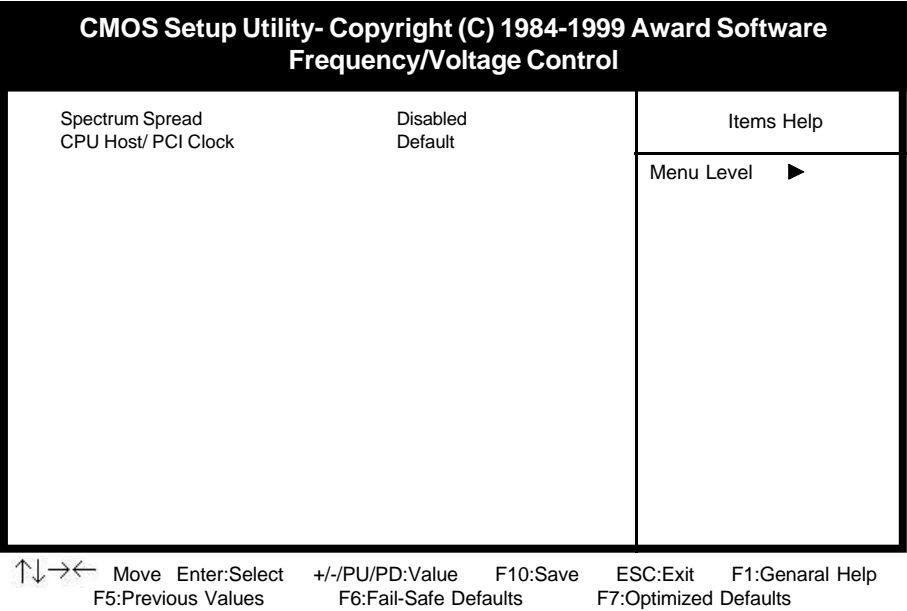 CMOS Setup Utility- Copyright (C) 1984-1999 Award Software
Frequency/Voltage Control
Spectrum Spread Disabled
CPU Host/ PCI Clock Default
Items Help
Menu Level ►
↑↓→← Move Enter:Select +/-/PU/PD:Value F10:Save ESC:Exit F1:Genaral Help
F5:Previous Values F6:Fail-Safe Defaults F7:Optimized Defaults